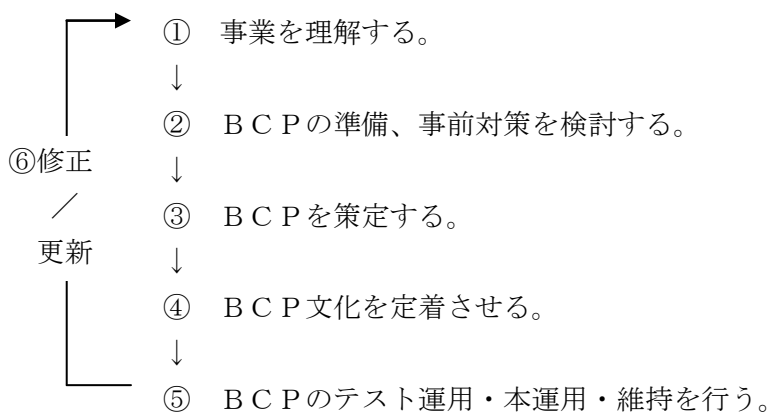 ① 事業を理解する。
↓
② ＢＣＰの準備、事前対策を検討する。
↓
③ ＢＣＰを策定する。
↓
④ ＢＣＰ文化を定着させる。
↓
⑤ ＢＣＰのテスト運用・本運用・維持を行う。
⑥修正
／
更新